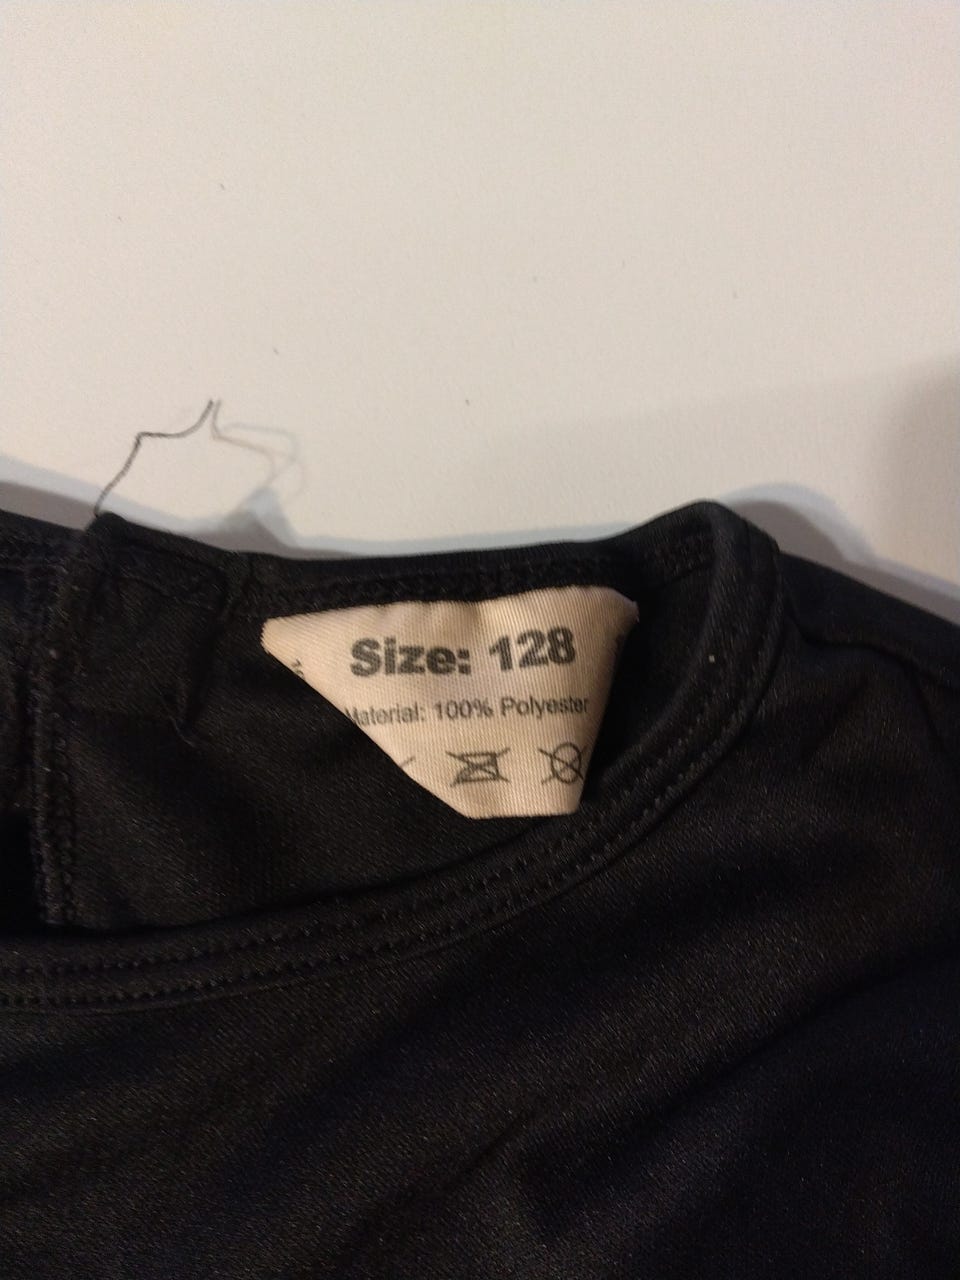 Size: 128
Material: 100% Polyester